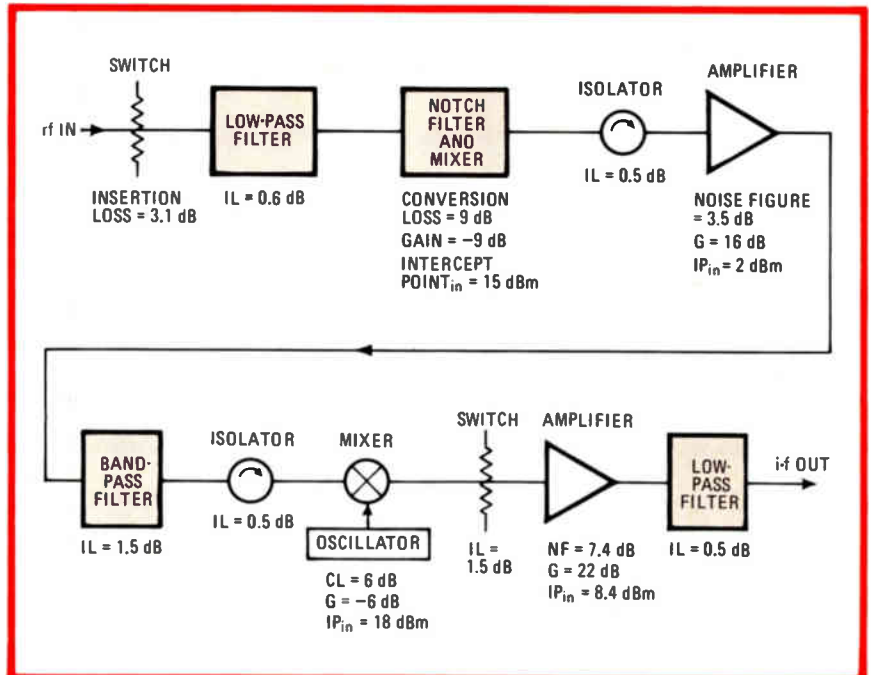 SWITCH
rf IN
INSERTION
LOSS = 3.1 dB
LOW-PASS
FILTER
IL = 0.6 dB
NOTCH
FILTER
AND
MIXER
CONVERSION
LOSS = 9 dB
GAIN = −9 dB
INTERCEPT
POINTin = 15 dBm
ISOLATOR
IL = 0.5 dB
AMPLIFIER
NOISE FIGURE
= 3.5 dB
G = 16 dB
IPin = 2 dBm
BAND-
PASS
FILTER
IL = 1.5 dB
ISOLATOR
IL = 0.5 dB
MIXER
OSCILLATOR
CL = 6 dB
G = −6 dB
IPin = 18 dBm
SWITCH
IL =
1.5 dB
AMPLIFIER
NF = 7.4 dB
G = 22 dB
IPin = 8.4 dBm
LOW-
PASS
FILTER
IL = 0.5 dB
i-f OUT